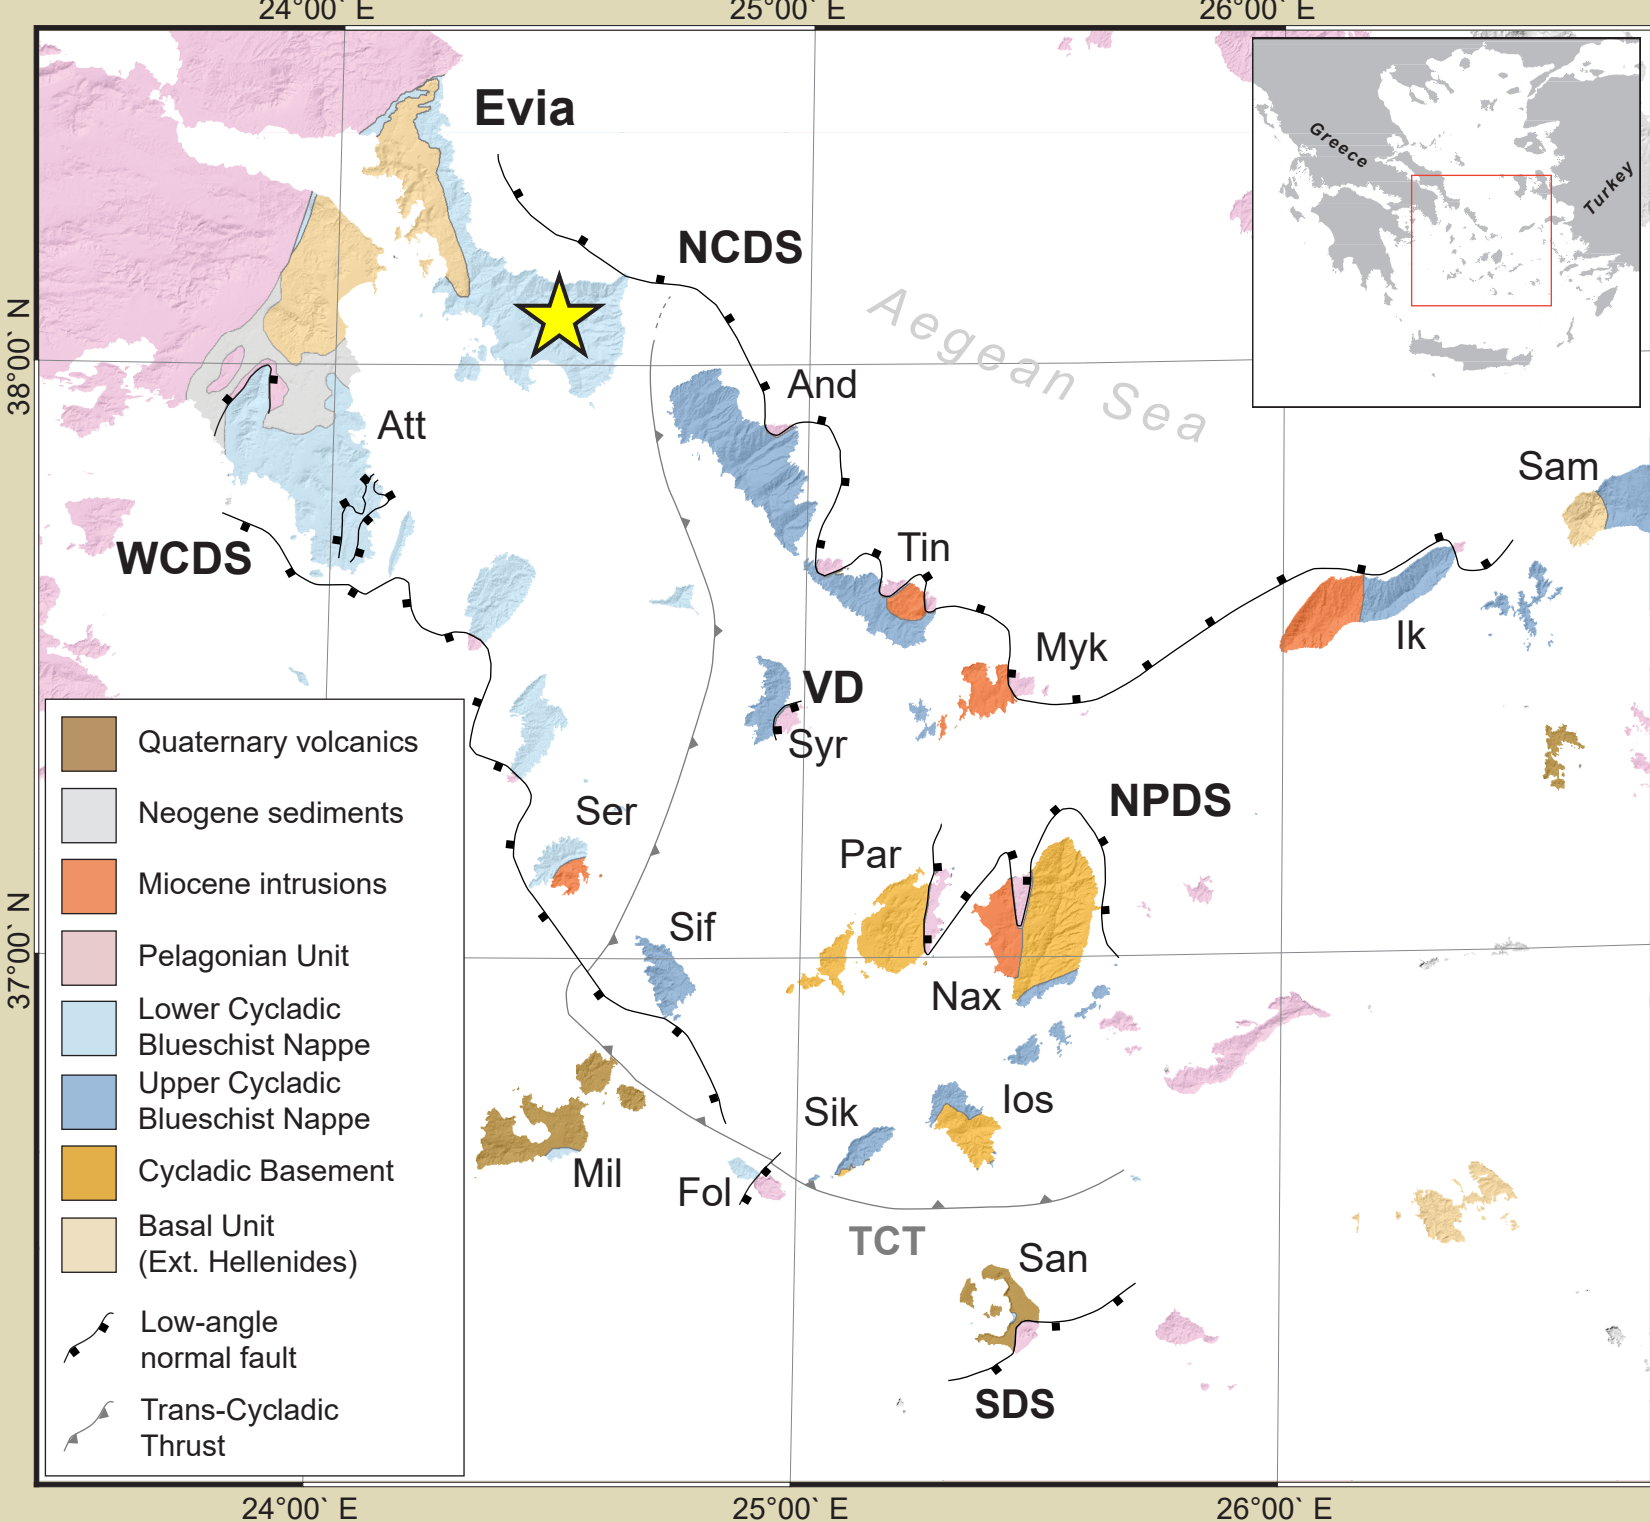 24°00` E
25°00` E
26°00` E
Evia
Greece
Turkey
NCDS
38°00` N
Aegean Sea
And
Att
Sam
WCDS
Tin
Ik
Myk
VD
Syr
Ser
NPDS
Par
37°00` N
Sif
Nax
Ios
Sik
Mil
Fol
TCT
San
SDS
Quaternary volcanics
Neogene sediments
Miocene intrusions
Pelagonian Unit
Lower Cycladic
Blueschist Nappe
Upper Cycladic
Blueschist Nappe
Cycladic Basement
Basal Unit
(Ext. Hellenides)
Low-angle
normal fault
Trans-Cycladic
Thrust
24°00` E
25°00` E
26°00` E